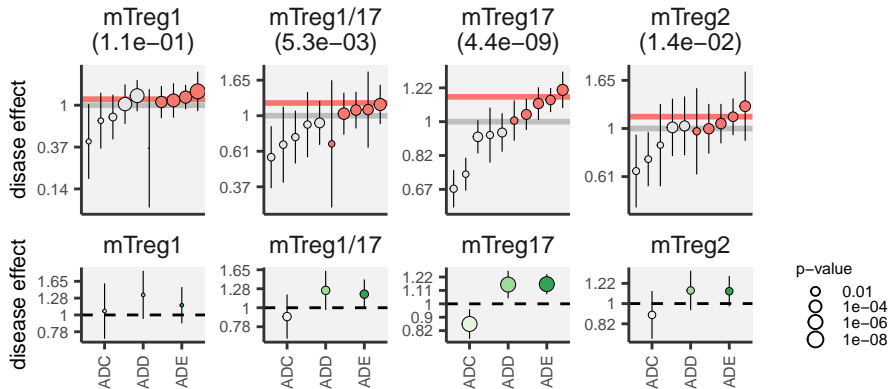 mTreg1
(1.1e−01)
mTreg1/17
(5.3e−03)
mTreg17
(4.4e−09)
mTreg2
(1.4e−02)
disease effect
1
0.37
0.14
1.65
1
0.61
0.37
1.22
1
0.82
0.67
1.65
1
0.61
mTreg1
mTreg1/17
mTreg17
mTreg2
disease effect
1.65
1.28
1
0.78
1.65
1.28
1
0.78
1.22
1.11
1
0.9
0.82
1.22
1
0.82
ADC
ADD
ADE
ADC
ADD
ADE
ADC
ADD
ADE
ADC
ADD
ADE
p−value
0.01
1e−04
1e−06
1e−08